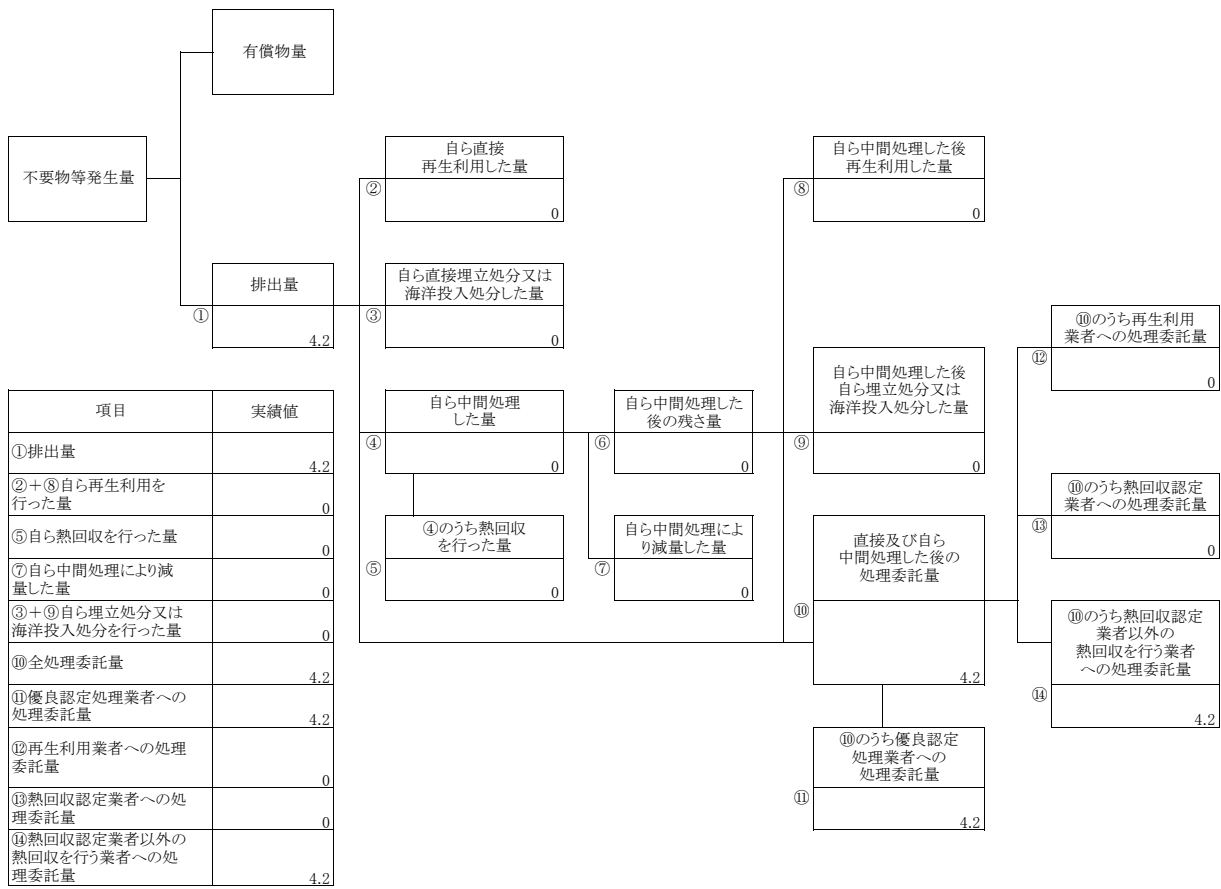 有償物量
不要物等発生量
自ら直接
再生利用した量
②
0
自ら中間処理した後
再生利用した量
⑧
0
排出量
①
4.2
自ら直接埋立処分又は
海洋投入処分した量
③
0
⑩のうち再生利用
業者への処理委託量
⑫
0
自ら中間処理
した量
④
0
自ら中間処理した
後の残さ量
⑥
0
自ら中間処理した後
自ら埋立処分又は
海洋投入処分した量
⑨
0
④のうち熱回収
を行った量
⑤
0
自ら中間処理によ
り減量した量
⑦
0
直接及び自ら
中間処理した後の
処理委託量
⑩
4.2
⑩のうち熱回収認定
業者への処理委託量
⑬
0
⑩のうち熱回収認定
業者以外の
熱回収を行う業者
への処理委託量
⑭
4.2
⑩のうち優良認定
処理業者への
処理委託量
⑪
4.2
項目 実績値
①排出量 4.2
②+⑧自ら再生利用を
行った量 0
⑤自ら熱回収を行った量 0
⑦自ら中間処理により減
量した量 0
③+⑨自ら埋立処分又は
海洋投入処分を行った量 0
⑩全処理委託量 4.2
⑪優良認定処理業者への
処理委託量 4.2
⑫再生利用業者への処理
委託量 0
⑬熱回収認定業者への処
理委託量 0
⑭熱回収認定業者以外の
熱回収を行う業者への処
理委託量 4.2